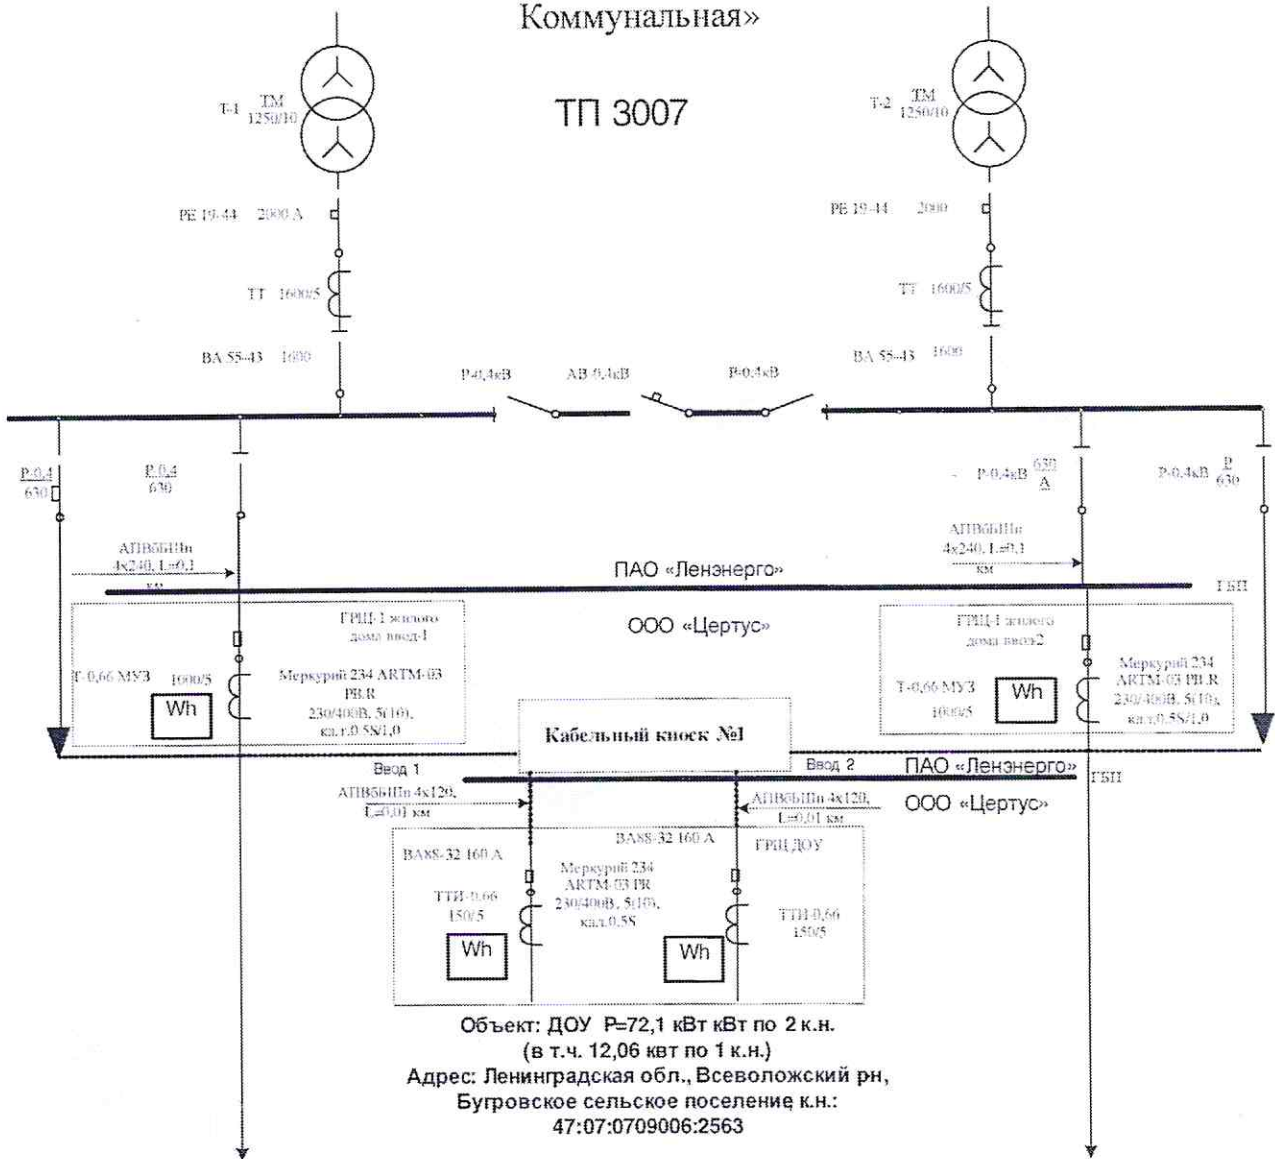 Коммунальная»
ТП 3007
Т-1 ТМ
1250/10
Т-2 ТМ
1250/10
РЕ 19-44 2000 А
РЕ 19-44 2000
ТТ 1600/5
ТТ 1600/5
ВА 55-43 1600
ВА 55-43 1600
Р-0,4кВ АВ-0,4кВ Р-0,4кВ
Р-0,4
630
Р-0,4
630
Р-0,4кВ 630
А
Р-0,4кВ Р
630
АПВбБШп
4х240, L=0,1
км
АПВбБШп
4х240, L=0,1
км
ПАО «Ленэнерго»
ГБП
ООО «Цертус»
ГРЩ-1 жилого
дома ввод-1
Т-0,66 МУЗ 1000/5
Wh
Меркурий 234 ARTM-03
PB.R
230/400В, 5(10),
кл.т.0.5S/1,0
ГРЩ-1 жилого
дома ввод2
Т-0,66 МУЗ
1000/5
Wh
Меркурий 234
ARTM-03 PB.R
230/400В, 5(10),
кл.т.0.5S/1,0
Кабельный киоск №1
Ввод 1
Ввод 2
ПАО «Ленэнерго»
ГБП
ООО «Цертус»
АПВбБШп 4х120,
L=0,01 км
АПВбБШп 4х120,
L=0,01 км
ВА88-32 160 А
ВА88-32 160 А
ГРЩ ДОУ
Меркурий 234
ARTM-03 PR
230/400В, 5(10),
кл.0.5S
ТТИ-0,66
150/5
ТТИ-0,66
150/5
Wh
Wh
Объект: ДОУ Р=72,1 кВт кВт по 2 к.н.
(в т.ч. 12,06 квт по 1 к.н.)
Адрес: Ленинградская обл., Всеволожский рн,
Бугровское сельское поселение к.н.:
47:07:0709006:2563